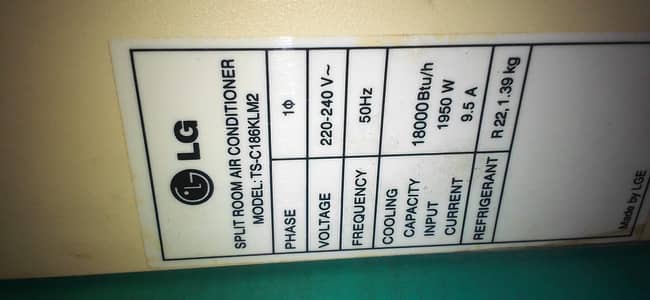 LG
SPLIT ROOM AIR CONDITIONER
MODEL: TS-C186KLM2
PHASE 1Φ
VOLTAGE 220-240 V~
FREQUENCY 50Hz
COOLING
CAPACITY 18000Btu/h
INPUT 1950 W
CURRENT 9.5 A
REFRIGERANT R 22, 1.39 kg
Made by LGE